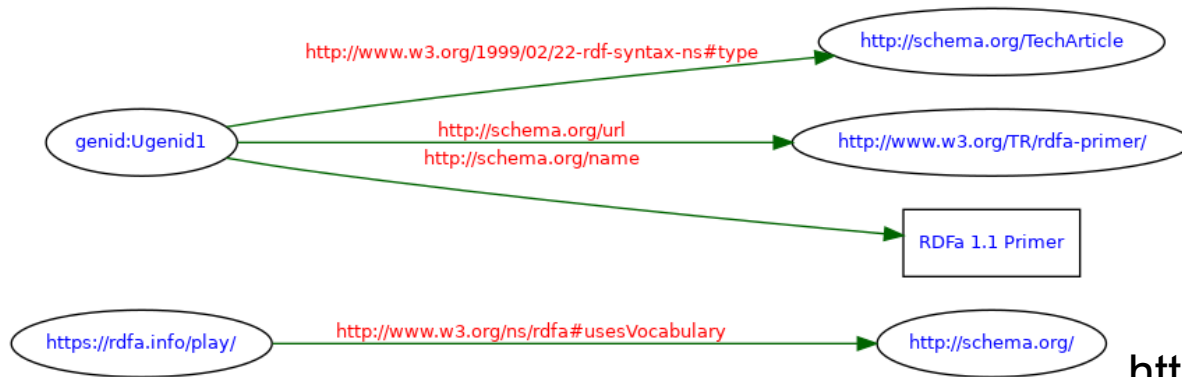 http://schema.org/TechArticle
http://www.w3.org/1999/02/22-rdf-syntax-ns#type
genid:Ugenid1
http://schema.org/url
http://www.w3.org/TR/rdfa-primer/
http://schema.org/name
RDFa 1.1 Primer
https://rdfa.info/play/
http://www.w3.org/ns/rdfa#usesVocabulary
http://schema.org/